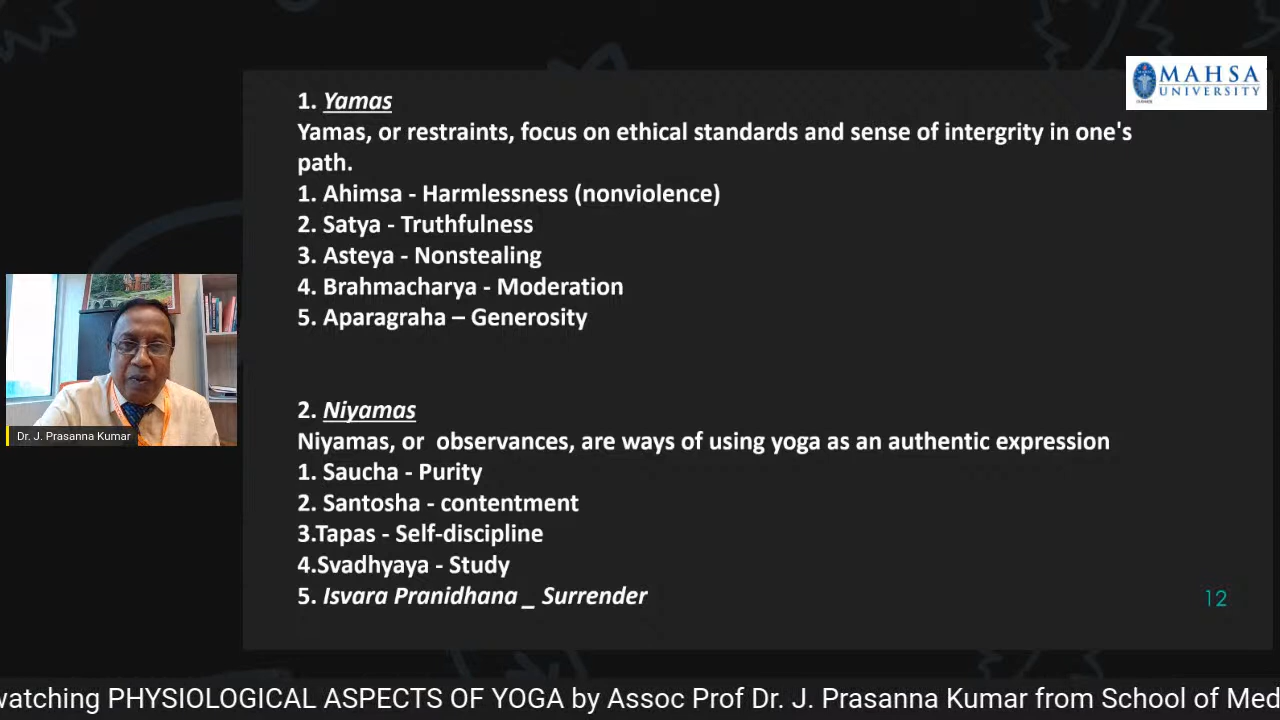 MAHSA
UNIVERSITY
1. Yamas
Yamas, or restraints, focus on ethical standards and sense of intergrity in one's
path.
1. Ahimsa - Harmlessness (nonviolence)
2. Satya - Truthfulness
3. Asteya - Nonstealing
4. Brahmacharya - Moderation
5. Aparagraha – Generosity
2. Niyamas
Niyamas, or  observances, are ways of using yoga as an authentic expression
1. Saucha - Purity
2. Santosha - contentment
3.Tapas - Self-discipline
4.Svadhyaya - Study
5. Isvara Pranidhana _ Surrender
12
Dr. J. Prasanna Kumar
watching PHYSIOLOGICAL ASPECTS OF YOGA by Assoc Prof Dr. J. Prasanna Kumar from School of Med